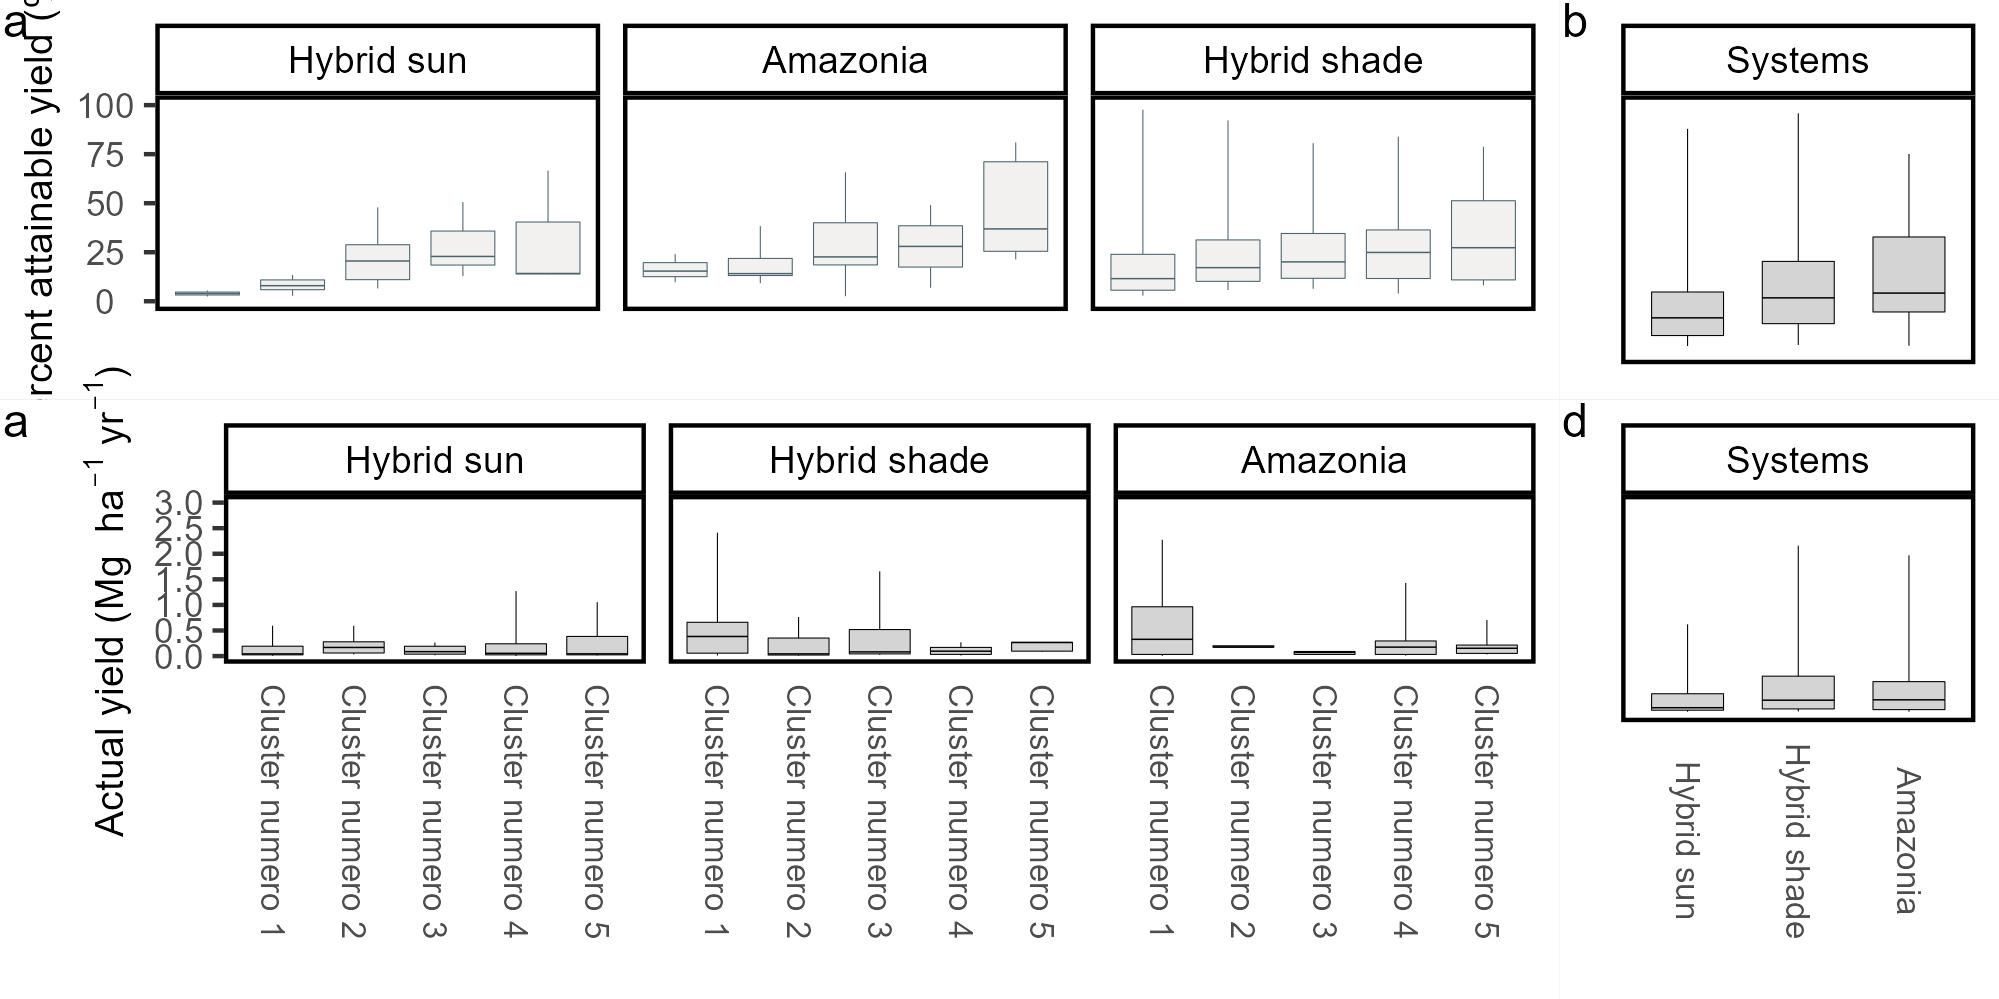 a
rcent attainable yield (
Hybrid sun
Amazonia
Hybrid shade
100
75
50
25
0
b
Systems
a
Actual yield (Mg ha⁻¹ yr⁻¹)
Hybrid sun
Hybrid shade
Amazonia
3.0
2.5
2.0
1.5
1.0
0.5
0.0
Cluster numero 1
Cluster numero 2
Cluster numero 3
Cluster numero 4
Cluster numero 5
Cluster numero 1
Cluster numero 2
Cluster numero 3
Cluster numero 4
Cluster numero 5
Cluster numero 1
Cluster numero 2
Cluster numero 3
Cluster numero 4
Cluster numero 5
d
Systems
Hybrid sun
Hybrid shade
Amazonia